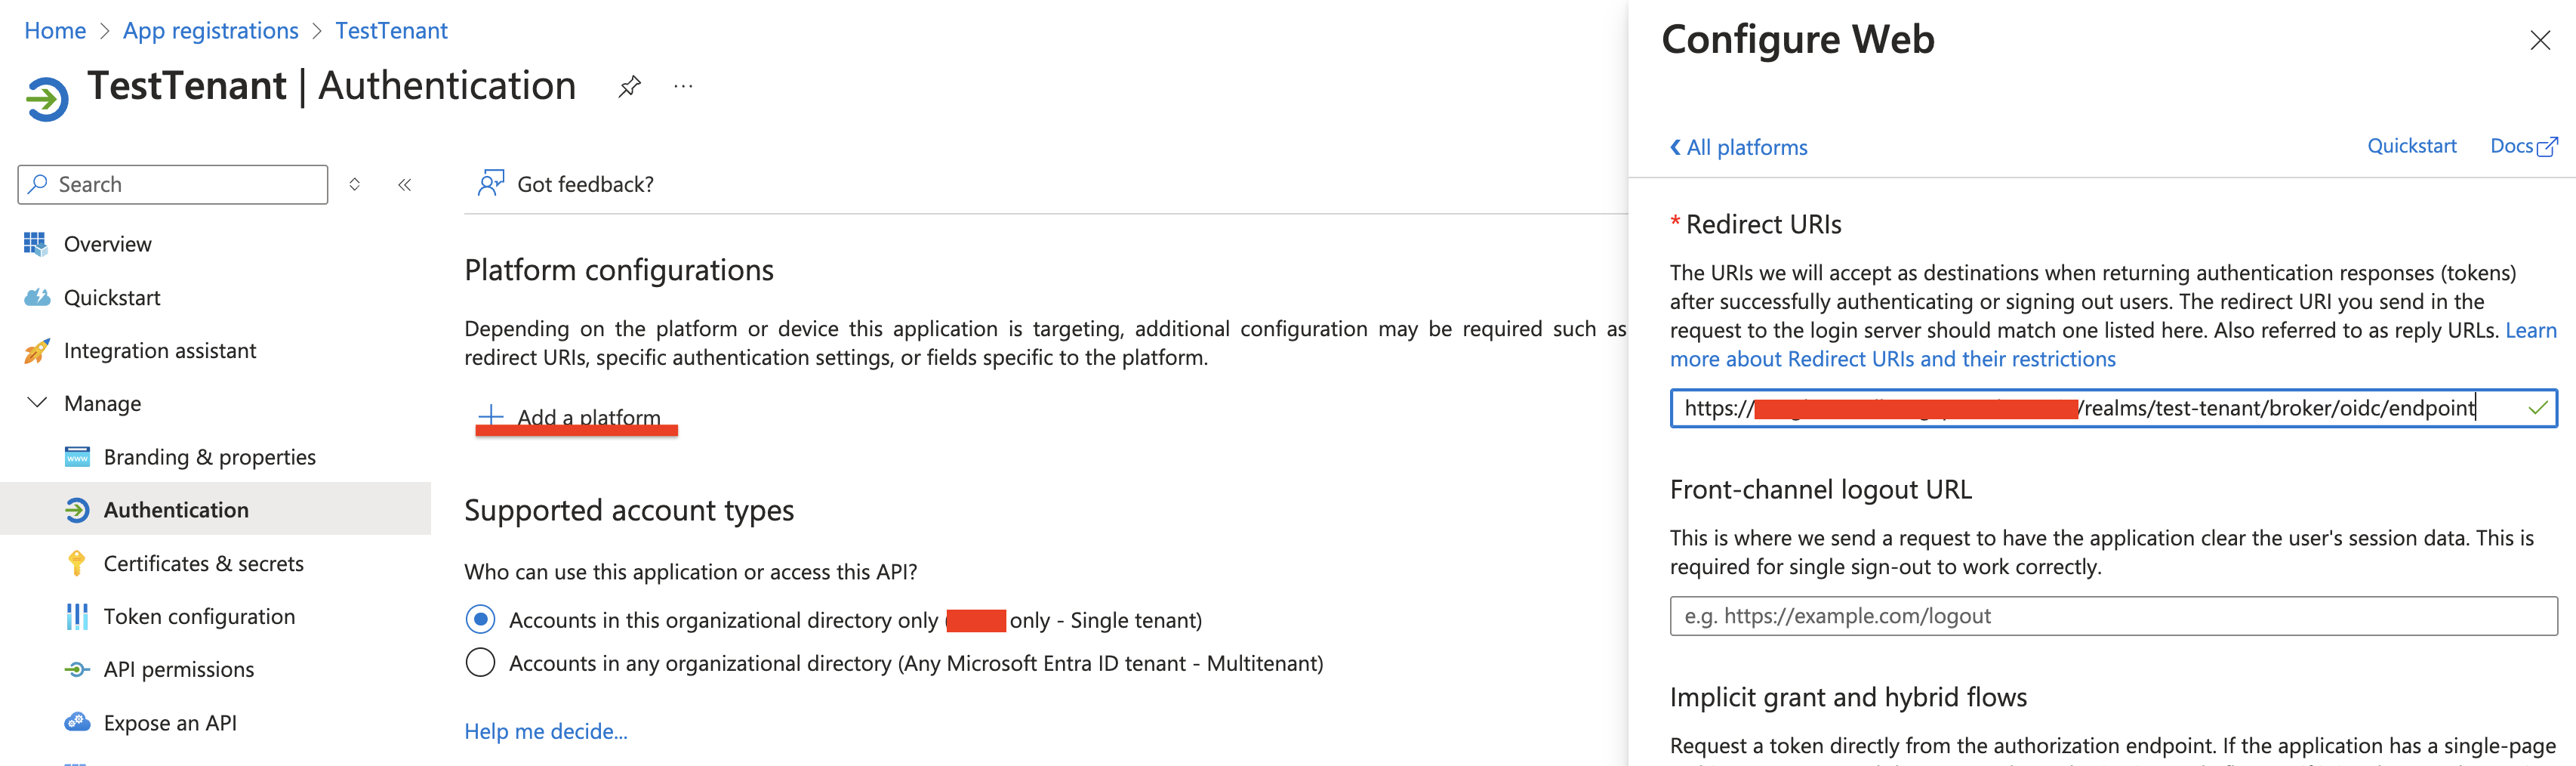 Home > App registrations > TestTenant
TestTenant | Authentication
Search
Got feedback?
Overview
Quickstart
Integration assistant
Manage
Branding & properties
Authentication
Certificates & secrets
Token configuration
API permissions
Expose an API
Platform configurations
Depending on the platform or device this application is targeting, additional configuration may be required such as
redirect URIs, specific authentication settings, or fields specific to the platform.
Add a platform
Supported account types
Who can use this application or access this API?
Accounts in this organizational directory only ( only - Single tenant)
Accounts in any organizational directory (Any Microsoft Entra ID tenant - Multitenant)
Help me decide...
Configure Web
All platforms
Quickstart
Docs
* Redirect URIs
The URIs we will accept as destinations when returning authentication responses (tokens)
after successfully authenticating or signing out users. The redirect URI you send in the
request to the login server should match one listed here. Also referred to as reply URLs. Learn
more about Redirect URIs and their restrictions
https:// /realms/test-tenant/broker/oidc/endpoint
Front-channel logout URL
This is where we send a request to have the application clear the user's session data. This is
required for single sign-out to work correctly.
e.g. https://example.com/logout
Implicit grant and hybrid flows
Request a token directly from the authorization endpoint. If the application has a single-page